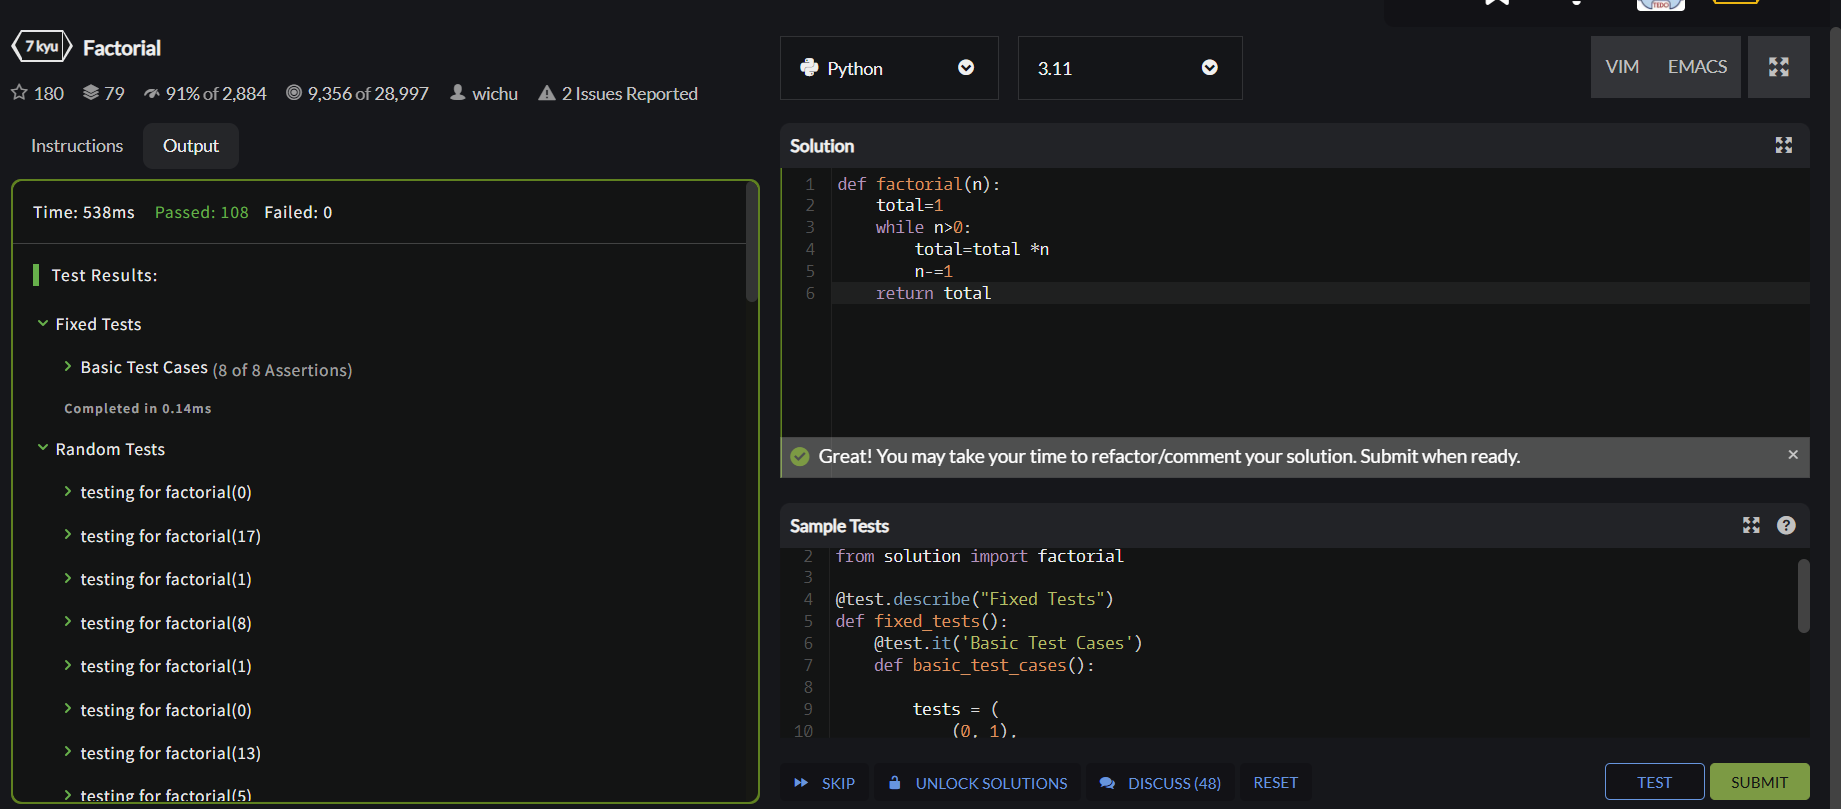 7 kyu Factorial
180 79 91% of 2,884 9,356 of 28,997 wichu 2 Issues Reported
Instructions Output
Time: 538ms Passed: 108 Failed: 0
Test Results:
Fixed Tests
Basic Test Cases (8 of 8 Assertions)
Completed in 0.14ms
Random Tests
testing for factorial(0)
testing for factorial(17)
testing for factorial(1)
testing for factorial(8)
testing for factorial(1)
testing for factorial(0)
testing for factorial(13)
testing for factorial(5)
Python 3.11 VIM EMACS
TEDO
Solution
1 def factorial(n):
2 total=1
3 while n>0:
4 total=total *n
5 n-=1
6 return total
Great! You may take your time to refactor/comment your solution. Submit when ready. ×
Sample Tests ?
2 from solution import factorial
3
4 @test.describe("Fixed Tests")
5 def fixed_tests():
6 @test.it('Basic Test Cases')
7 def basic_test_cases():
8
9 tests = (
10 (0, 1),
SKIP UNLOCK SOLUTIONS DISCUSS (48) RESET TEST SUBMIT